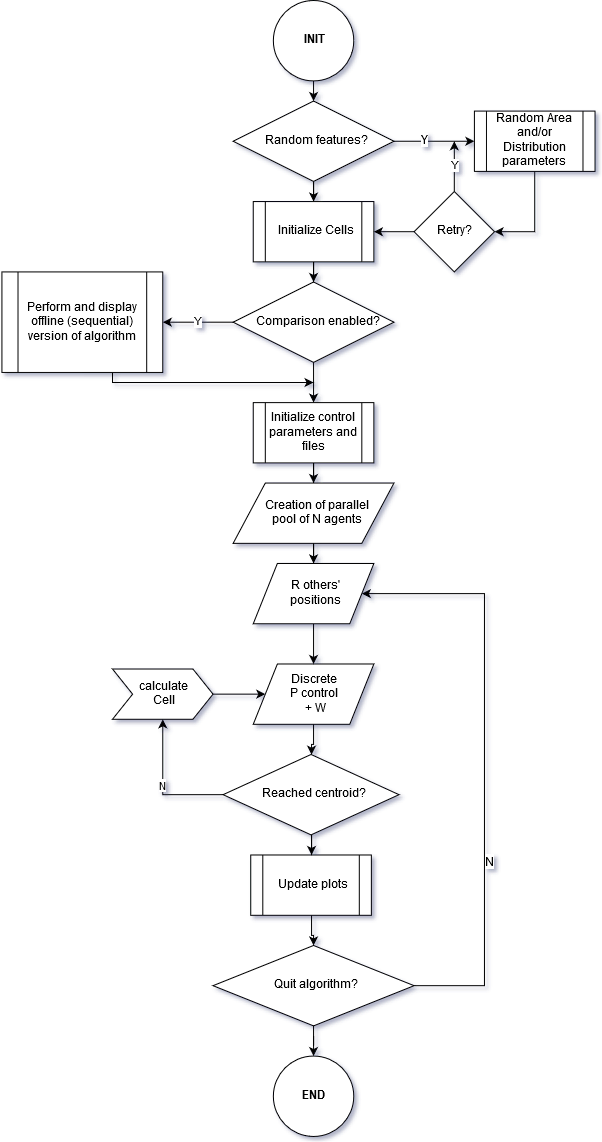 INIT
Random features?
Y
Random Area
and/or
Distribution
parameters
Y
Initialize Cells
Retry?
Perform and display
offline (sequential)
version of algorithm
Y
Comparison enabled?
Initialize control
parameters and
files
Creation of parallel
pool of N agents
R others'
positions
calculate
Cell
Discrete
P control
+ W
N
Reached centroid?
Update plots
N
Quit algorithm?
END